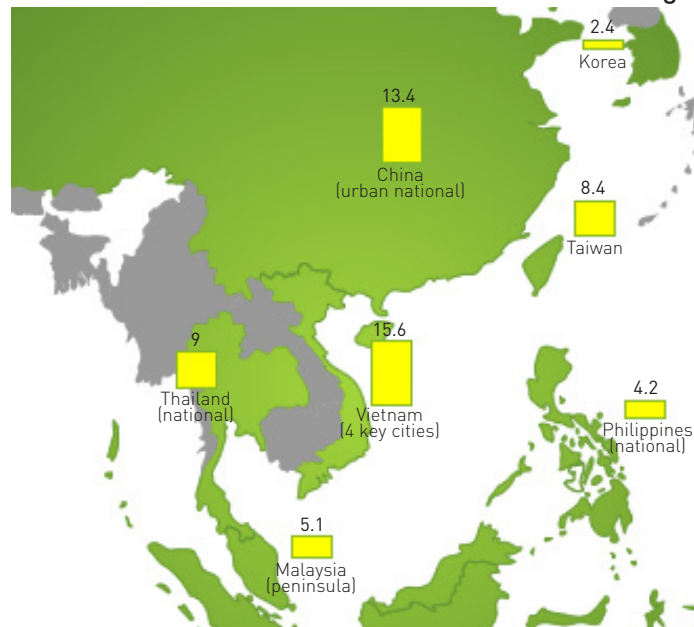 2.4
Korea
13.4
China
(urban national)
8.4
Taiwan
15.6
Vietnam
(4 key cities)
9
Thailand
(national)
4.2
Philippines
(national)
5.1
Malaysia
(peninsula)